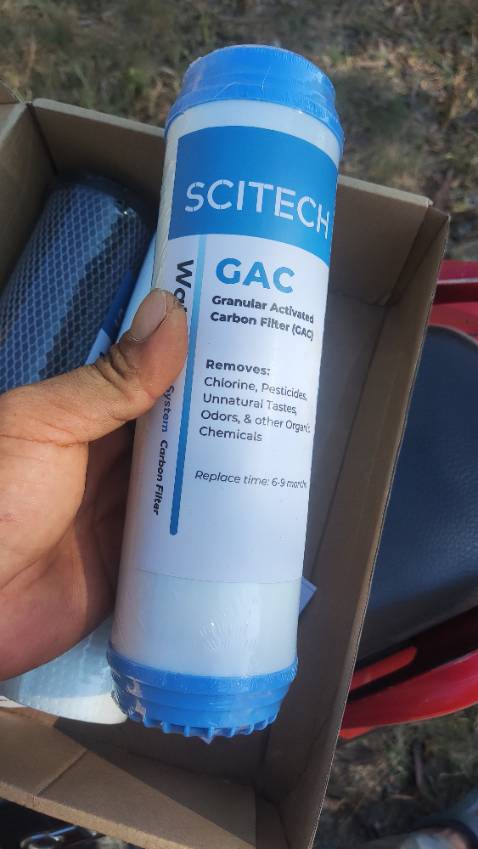 SCITECH
GAC
Granular Activated
Carbon Filter (GAC)
Removes:
Chlorine, Pesticides,
Unnatural Tastes,
Odors, & other Organic
Chemicals
Replace time: 6-9 months
System Carbon Filter